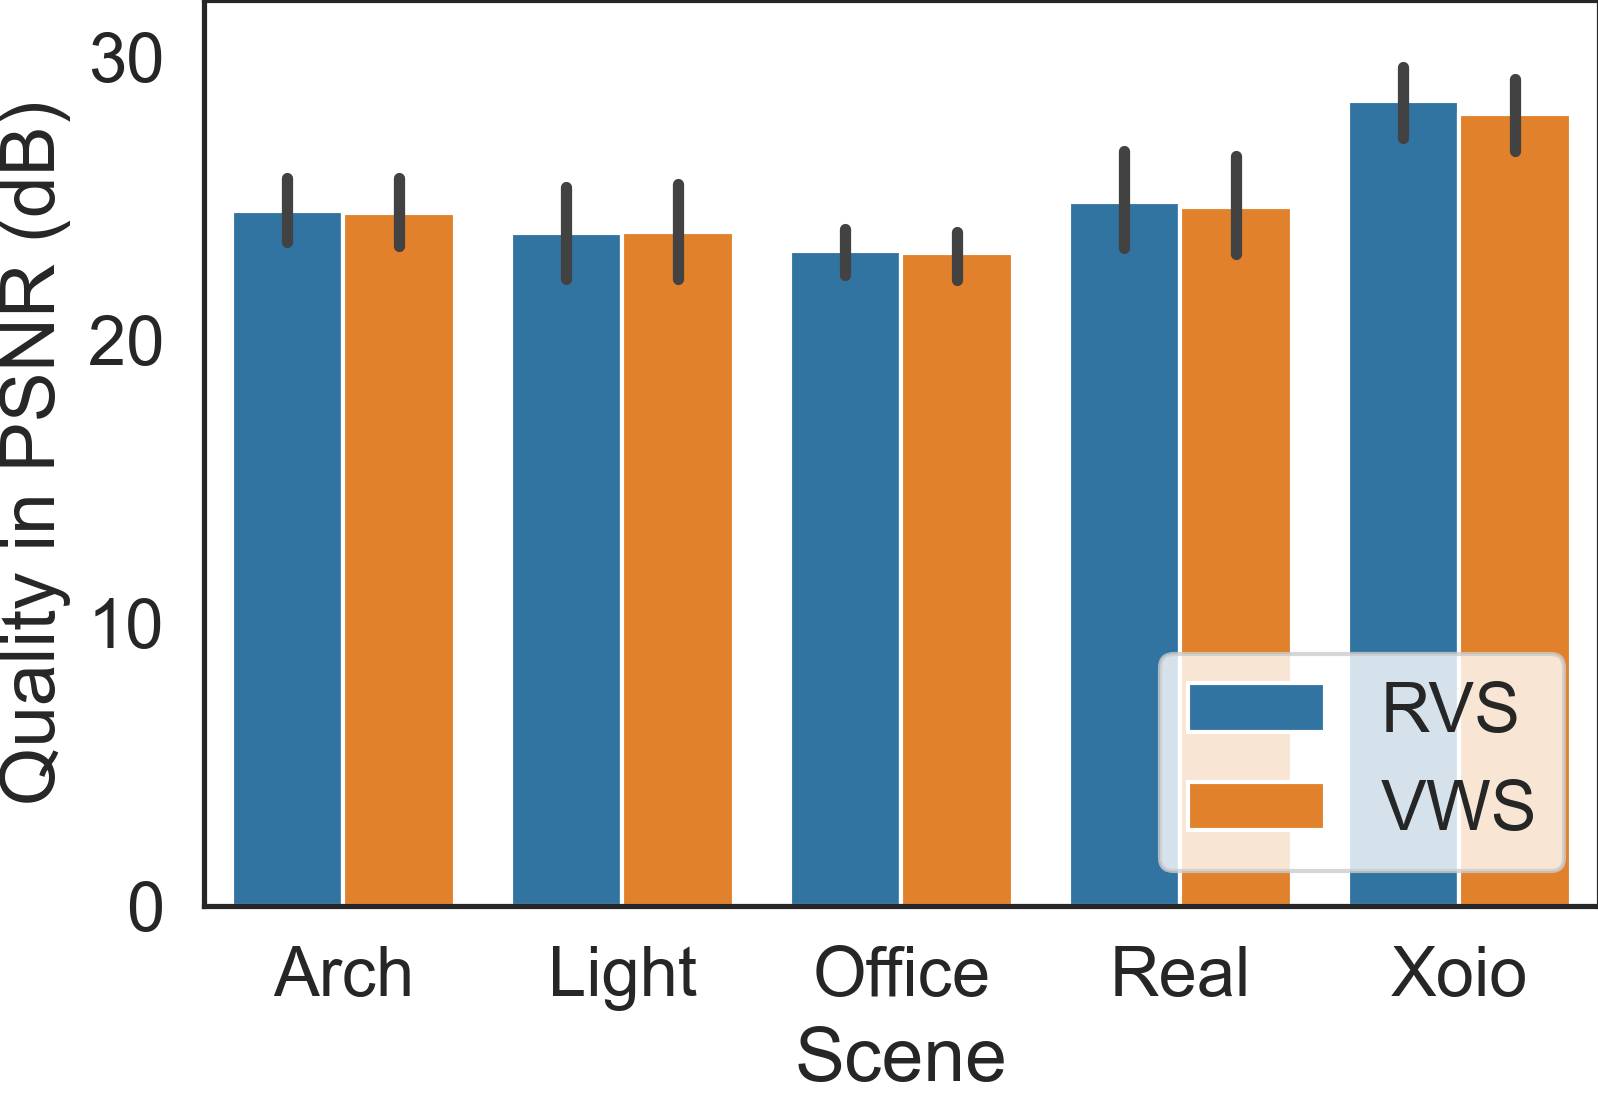 Quality in PSNR (dB)
30
20
10
0
Arch Light Office Real Xoio
Scene
RVS
VWS